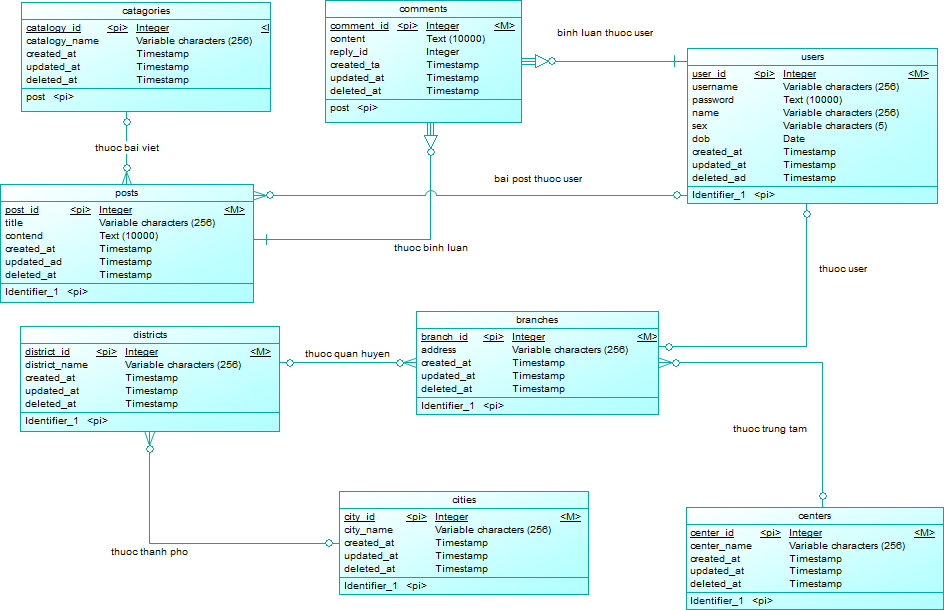 catagories
catalogy_id <pi> Integer <
catalogy_name Variable characters (256)
created_at Timestamp
updated_at Timestamp
deleted_at Timestamp
post <pi>
comments
comment_id <pi> Integer <M>
content Text (10000)
reply_id Integer
created_ta Timestamp
updated_at Timestamp
deleted_at Timestamp
post <pi>
binh luan thuoc user
users
user_id <pi> Integer <M>
username Variable characters (256)
password Text (10000)
name Variable characters (256)
sex Variable characters (5)
dob Date
created_at Timestamp
updated_at Timestamp
deleted_ad Timestamp
Identifier_1 <pi>
thuoc bai viet
bai post thuoc user
posts
post_id <pi> Integer <M>
title Variable characters (256)
contend Text (10000)
created_at Timestamp
updated_ad Timestamp
deleted_at Timestamp
Identifier_1 <pi>
thuoc binh luan
thuoc user
districts
district_id <pi> Integer <M>
district_name Variable characters (256)
created_at Timestamp
updated_at Timestamp
deleted_at Timestamp
Identifier_1 <pi>
thuoc quan huyen
branches
branch_id <pi> Integer <M>
address Variable characters (256)
created_at Timestamp
updated_at Timestamp
deleted_at Timestamp
Identifier_1 <pi>
thuoc trung tam
thuoc thanh pho
cities
city_id <pi> Integer <M>
city_name Variable characters (256)
created_at Timestamp
updated_at Timestamp
deleted_at Timestamp
Identifier_1 <pi>
centers
center_id <pi> Integer <M>
center_name Variable characters (256)
created_at Timestamp
updated_at Timestamp
deleted_at Timestamp
Identifier_1 <pi>